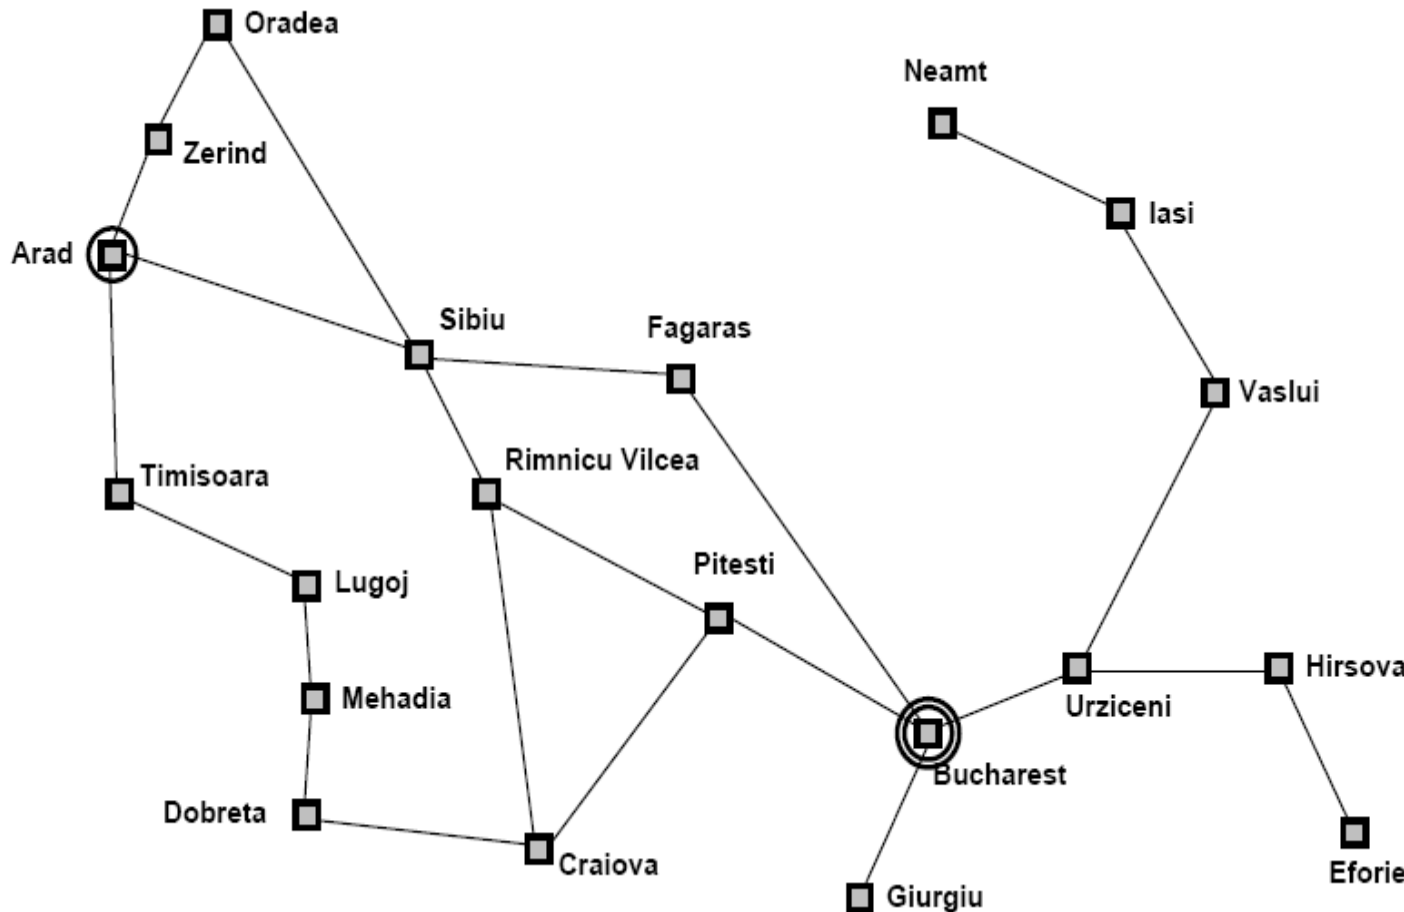 Oradea
Neamt
Zerind
Iasi
Arad
Sibiu
Fagaras
Vaslui
Rimnicu Vilcea
Timisoara
Pitesti
Lugoj
Hirsova
Mehadia
Urziceni
Bucharest
Dobreta
Craiova
Eforie
Giurgiu